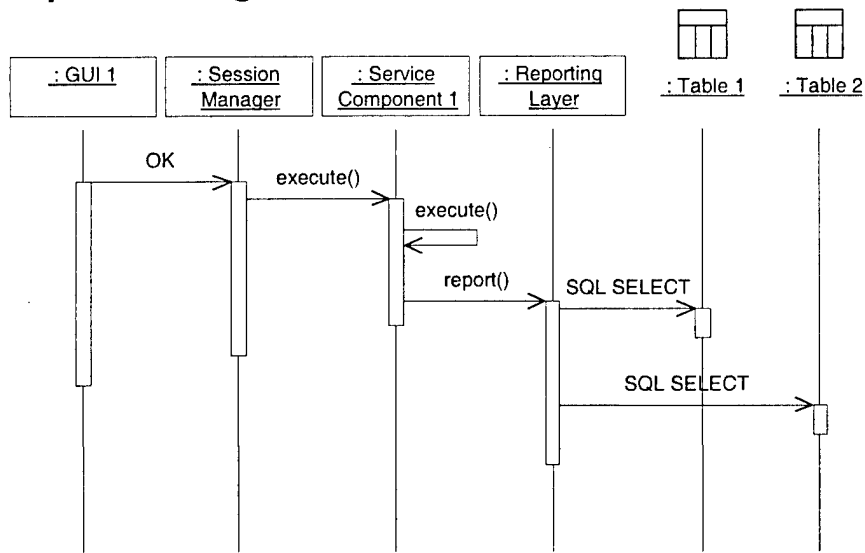 : GUI 1
: Session
Manager
: Service
Component 1
: Reporting
Layer
: Table 1
: Table 2
OK
execute()
execute()
report()
SQL SELECT
SQL SELECT